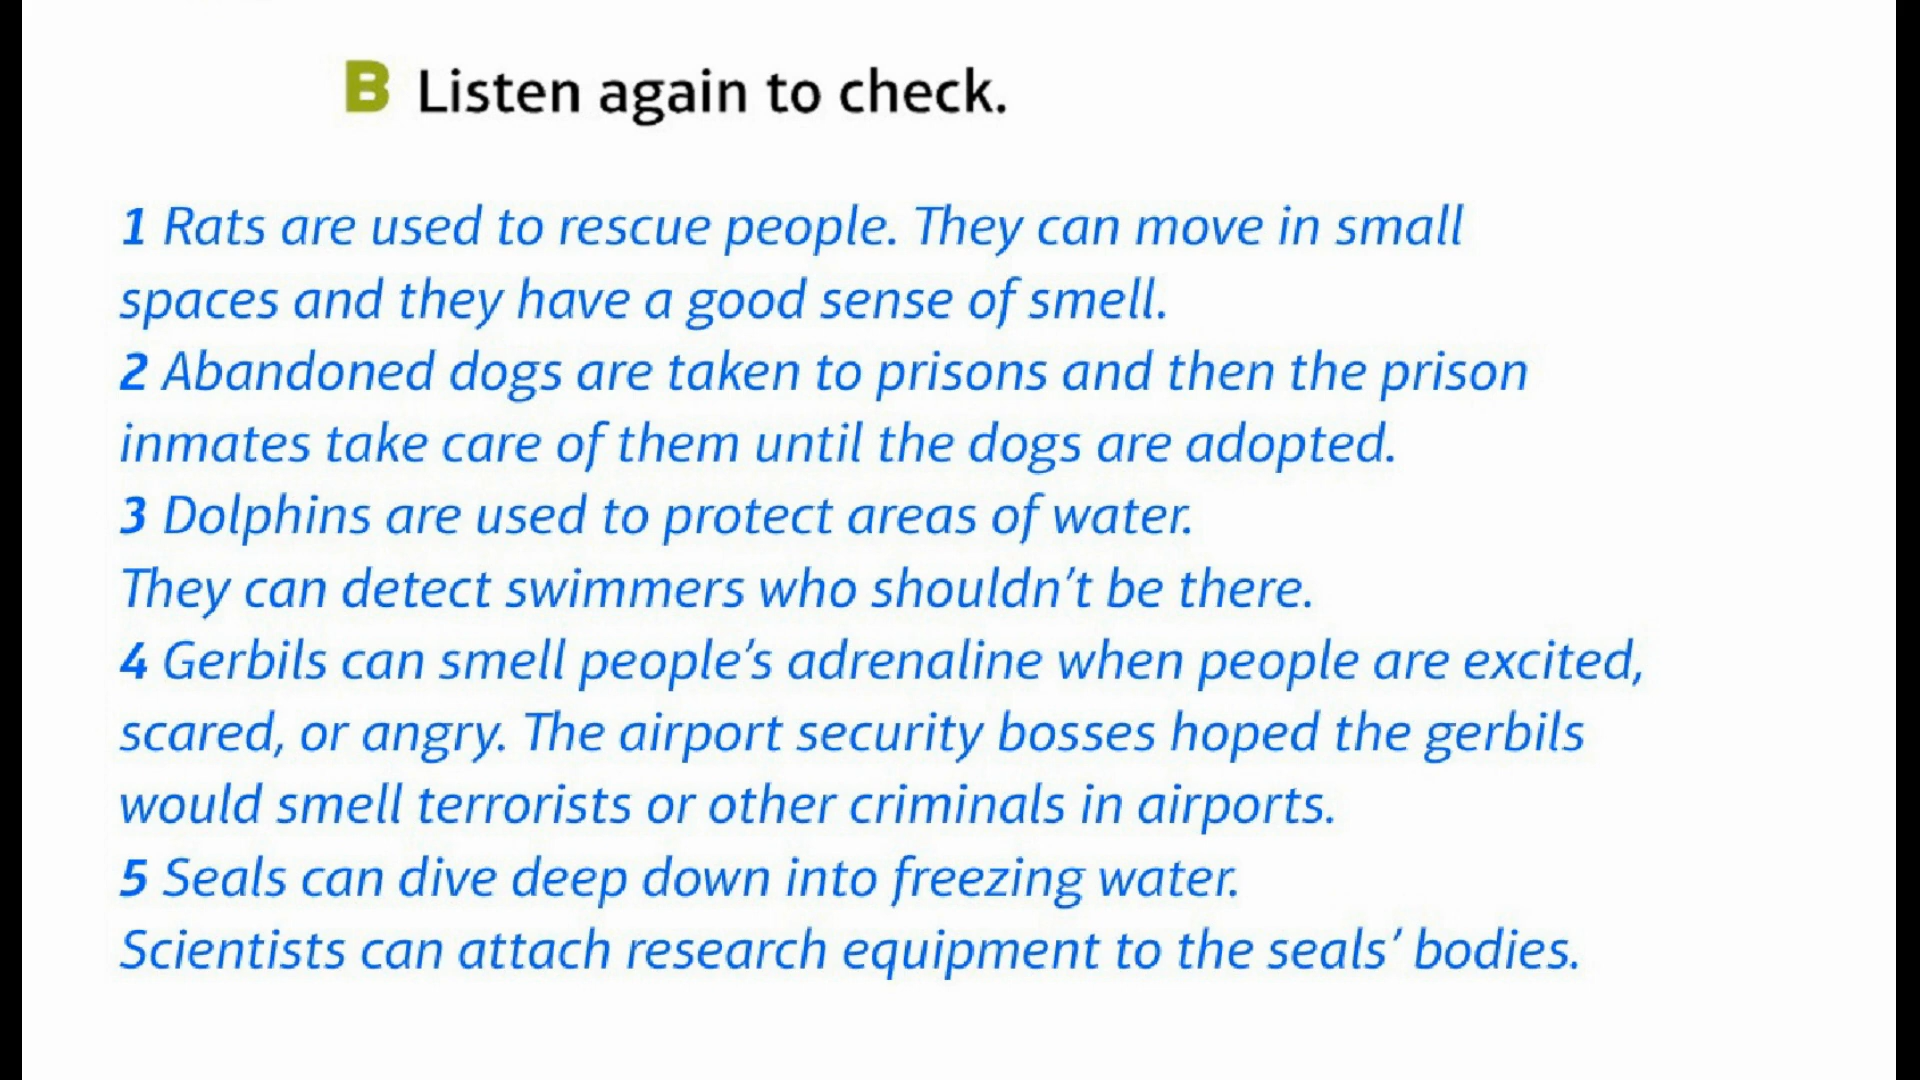 B Listen again to check.
1 Rats are used to rescue people. They can move in small
spaces and they have a good sense of smell.
2 Abandoned dogs are taken to prisons and then the prison
inmates take care of them until the dogs are adopted.
3 Dolphins are used to protect areas of water.
They can detect swimmers who shouldn’t be there.
4 Gerbils can smell people’s adrenaline when people are excited,
scared, or angry. The airport security bosses hoped the gerbils
would smell terrorists or other criminals in airports.
5 Seals can dive deep down into freezing water.
Scientists can attach research equipment to the seals’ bodies.